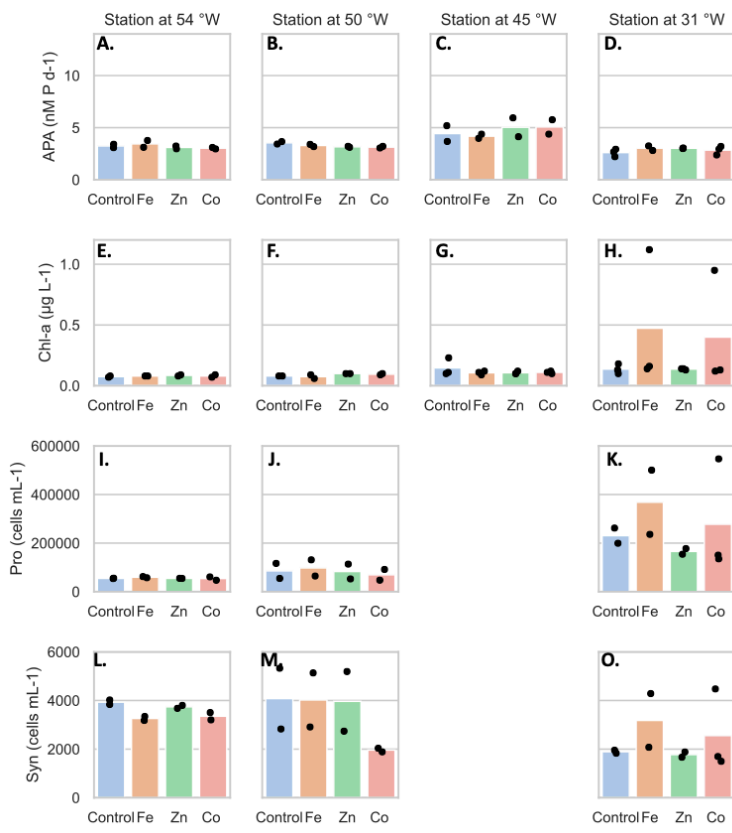 Station at 54 °W Station at 50 °W Station at 45 °W Station at 31 °W
A. B. C. D.
APA (nM P d-1)
10
5
0
Control Fe Zn Co Control Fe Zn Co Control Fe Zn Co Control Fe Zn Co
E. F. G. H.
Chl-a (µg L-1)
1.0
0.5
0.0
Control Fe Zn Co Control Fe Zn Co Control Fe Zn Co Control Fe Zn Co
600000
I. J. K.
Pro (cells mL-1)
400000
200000
0
Control Fe Zn Co Control Fe Zn Co Control Fe Zn Co
6000
L. M. O.
Syn (cells mL-1)
4000
2000
0
Control Fe Zn Co Control Fe Zn Co Control Fe Zn Co